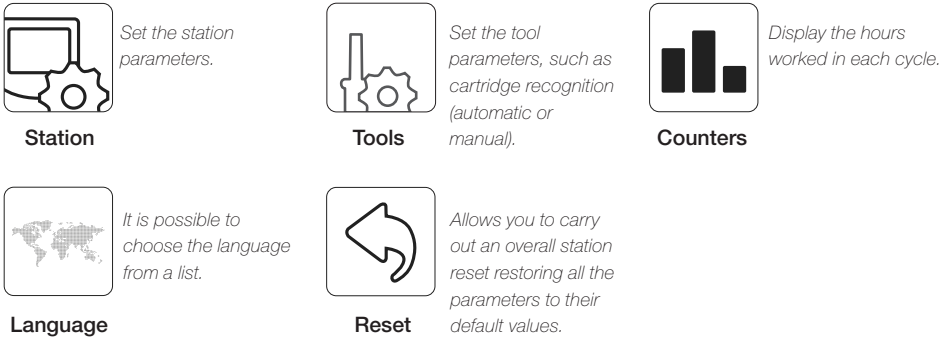 Set the station
parameters.
Station
Set the tool
parameters, such as
cartridge recognition
(automatic or
manual).
Tools
Display the hours
worked in each cycle.
Counters
It is possible to
choose the language
from a list.
Language
Allows you to carry
out an overall station
reset restoring all the
parameters to their
default values.
Reset